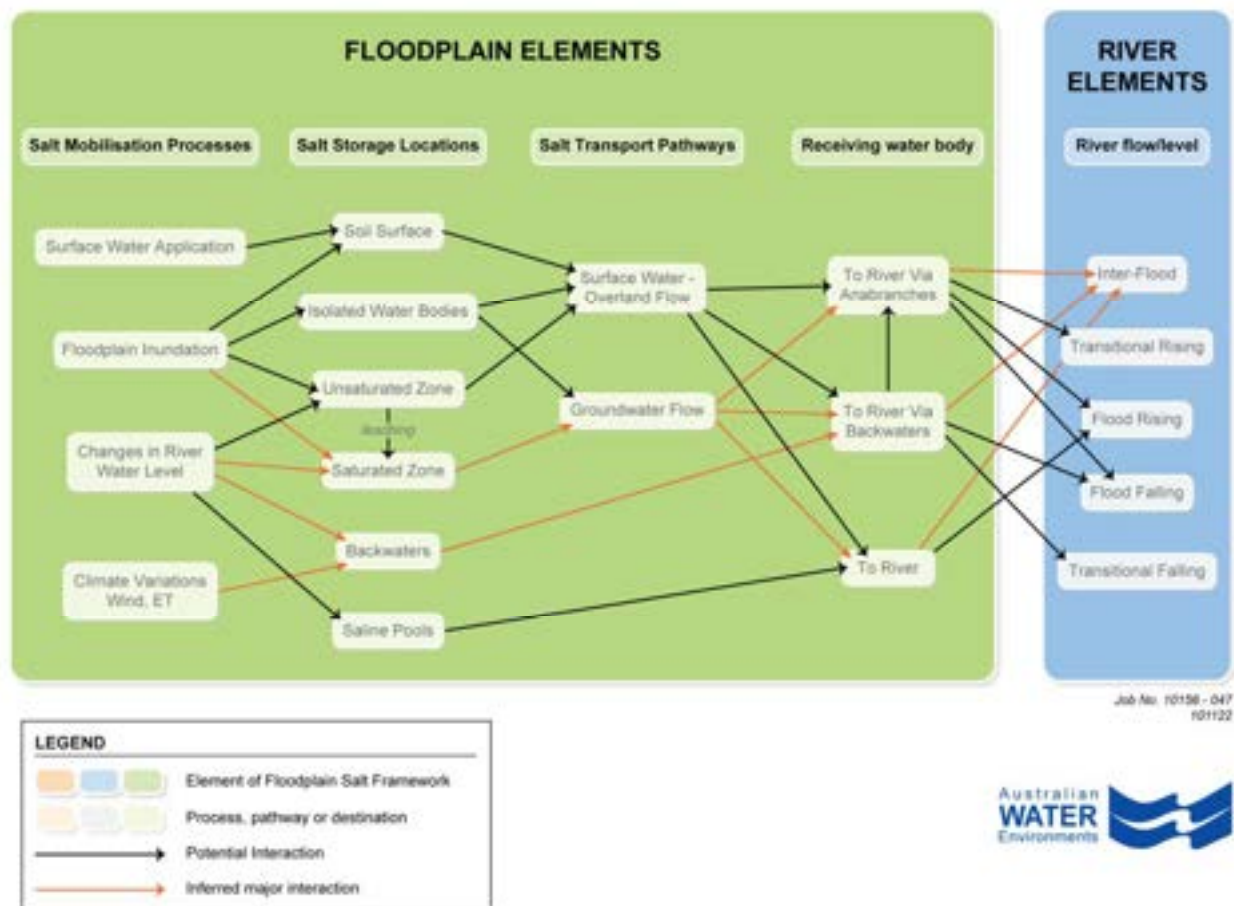 FLOODPLAIN ELEMENTS
RIVER
ELEMENTS
Salt Mobilisation Processes
Salt Storage Locations
Salt Transport Pathways
Receiving water body
River flow/level
Surface Water Application
Floodplain Inundation
Changes in River
Water Level
Climate Variations
Wind, ET
Soil Surface
Isolated Water Bodies
Unsaturated Zone
leaching
Saturated Zone
Backwaters
Saline Pools
Surface Water -
Overland Flow
Groundwater Flow
To River Via
Anabranches
To River Via
Backwaters
To River
Inter-Flood
Transitional Rising
Flood Rising
Flood Falling
Transitional Falling
Job No. 10156 - 047
101122
LEGEND
Element of Floodplain Salt Framework
Process, pathway or destination
Potential Interaction
Inferred major interaction
Australian
WATER
Environments